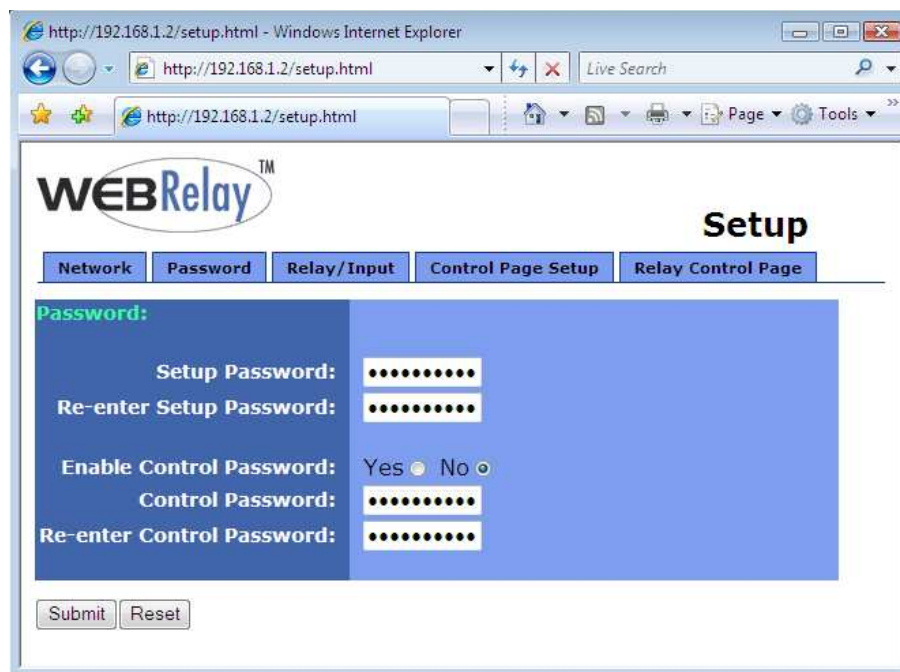 http://192.168.1.2/setup.html - Windows Internet Explorer
http://192.168.1.2/setup.html Live Search
http://192.168.1.2/setup.html Page Tools »
WEBRelay™
Setup
Network Password Relay/Input Control Page Setup Relay Control Page
Password:
Setup Password: ••••••••••
Re-enter Setup Password: ••••••••••
Enable Control Password: Yes No
Control Password: ••••••••••
Re-enter Control Password: ••••••••••
Submit Reset